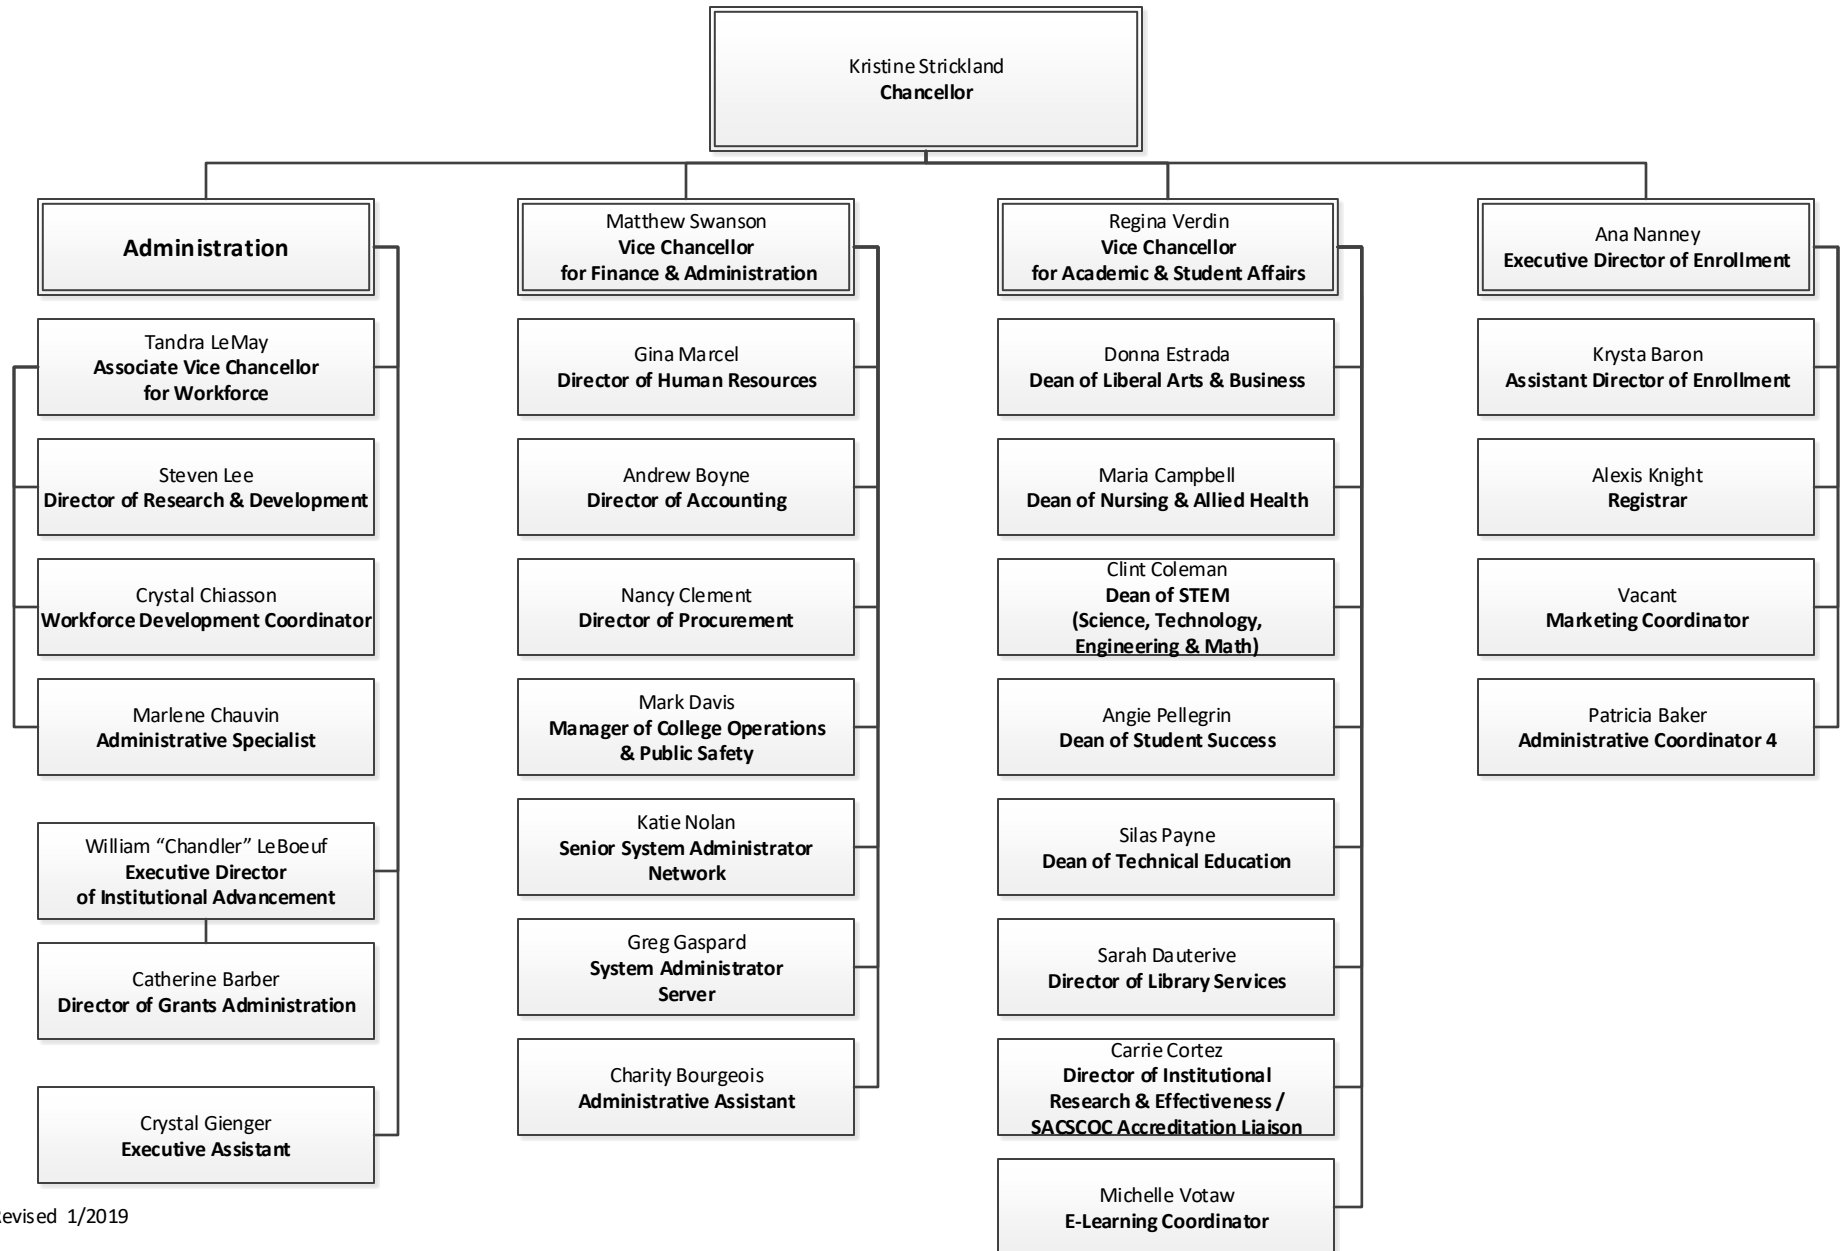 Kristine Strickland
Chancellor
Administration
Tandra LeMay
Associate Vice Chancellor
for Workforce
Steven Lee
Director of Research & Development
Crystal Chiasson
Workforce Development Coordinator
Marlene Chauvin
Administrative Specialist
William “Chandler” LeBoeuf
Executive Director
of Institutional Advancement
Catherine Barber
Director of Grants Administration
Crystal Gienger
Executive Assistant
Matthew Swanson
Vice Chancellor
for Finance & Administration
Gina Marcel
Director of Human Resources
Andrew Boyne
Director of Accounting
Nancy Clement
Director of Procurement
Mark Davis
Manager of College Operations
& Public Safety
Katie Nolan
Senior System Administrator
Network
Greg Gaspard
System Administrator
Server
Charity Bourgeois
Administrative Assistant
Regina Verdin
Vice Chancellor
for Academic & Student Affairs
Donna Estrada
Dean of Liberal Arts & Business
Maria Campbell
Dean of Nursing & Allied Health
Clint Coleman
Dean of STEM
(Science, Technology,
Engineering & Math)
Angie Pellegrin
Dean of Student Success
Silas Payne
Dean of Technical Education
Sarah Dauterive
Director of Library Services
Carrie Cortez
Director of Institutional
Research & Effectiveness /
SACSCOC Accreditation Liaison
Michelle Votaw
E-Learning Coordinator
Ana Nanney
Executive Director of Enrollment
Krysta Baron
Assistant Director of Enrollment
Alexis Knight
Registrar
Vacant
Marketing Coordinator
Patricia Baker
Administrative Coordinator 4
Revised 1/2019